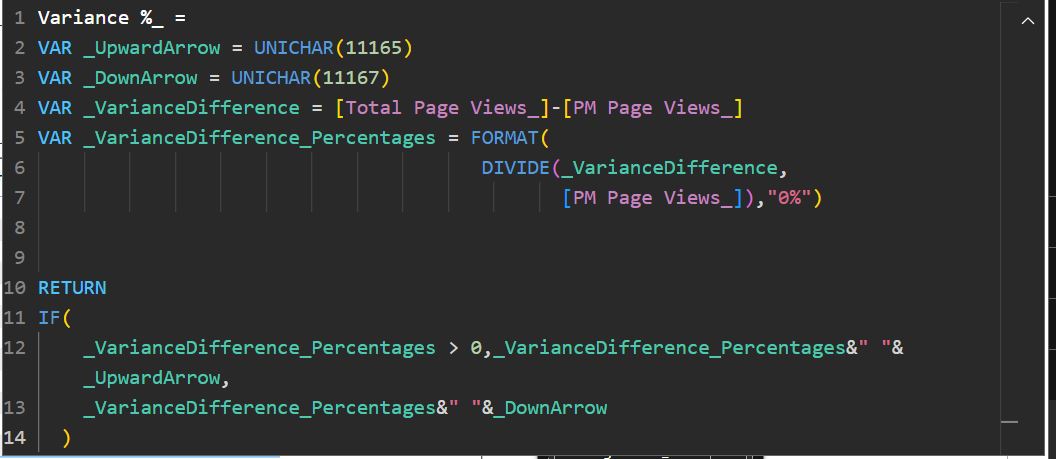 1 Variance %_ =
2 VAR _UpwardArrow = UNICHAR(11165)
3 VAR _DownArrow = UNICHAR(11167)
4 VAR _VarianceDifference = [Total Page Views_]-[PM Page Views_]
5 VAR _VarianceDifference_Percentages = FORMAT(
6 DIVIDE(_VarianceDifference,
7 [PM Page Views_]),"0%")
8
9
10 RETURN
11 IF(
12 _VarianceDifference_Percentages > 0,_VarianceDifference_Percentages&" "&
_UpwardArrow,
13 _VarianceDifference_Percentages&" "&_DownArrow
14 )